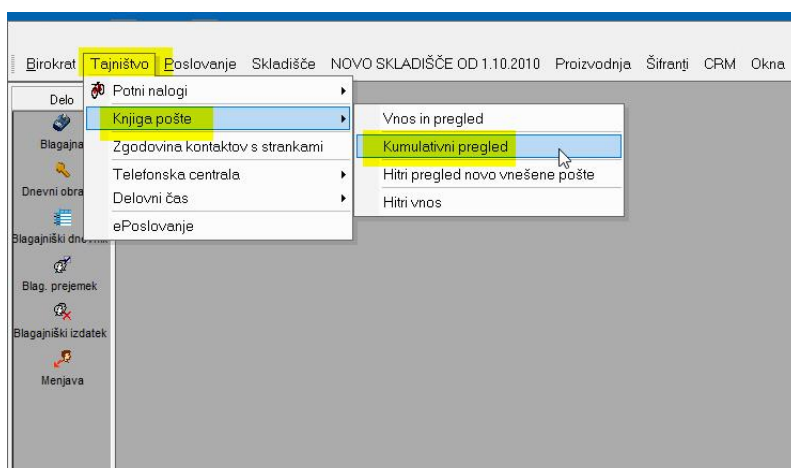 Birokrat Tajništvo Poslovanje Skladišče NOVO SKLADIŠČE OD 1.10.2010 Proizvodnja Šifranti CRM Okna
Delo
Blagajna
Dnevni obra
Blagajniški dnevnik
Blag. prejemek
Blagajniški izdatek
Menjava
Potni nalogi
Knjiga pošte
Zgodovina kontaktov s strankami
Telefonska centrala
Delovni čas
ePoslovanje
Vnos in pregled
Kumulativni pregled
Hitri pregled novo vnešene pošte
Hitri vnos